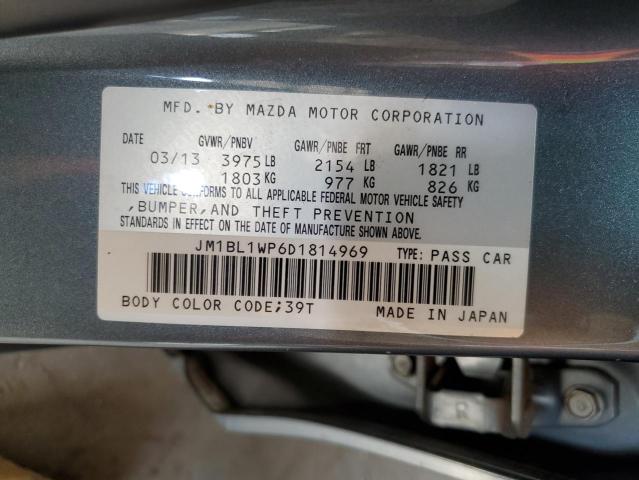 MFD. BY MAZDA MOTOR CORPORATION
DATE GVWR/PNBV GAWR/PNBE FRT GAWR/PNBE RR
03/13 3975 LB 2154 LB 1821 LB
1803 KG 977 KG 826 KG
THIS VEHICLE CONFORMS TO ALL APPLICABLE FEDERAL MOTOR VEHICLE SAFETY
,BUMPER,AND THEFT PREVENTION
STANDARDS IN EFFECT ON THE DATE OF MANUFACTURE SHOWN ABOVE.
JM1BL1WP6D1814969 TYPE: PASS CAR
BODY COLOR CODE;39T MADE IN JAPAN
R